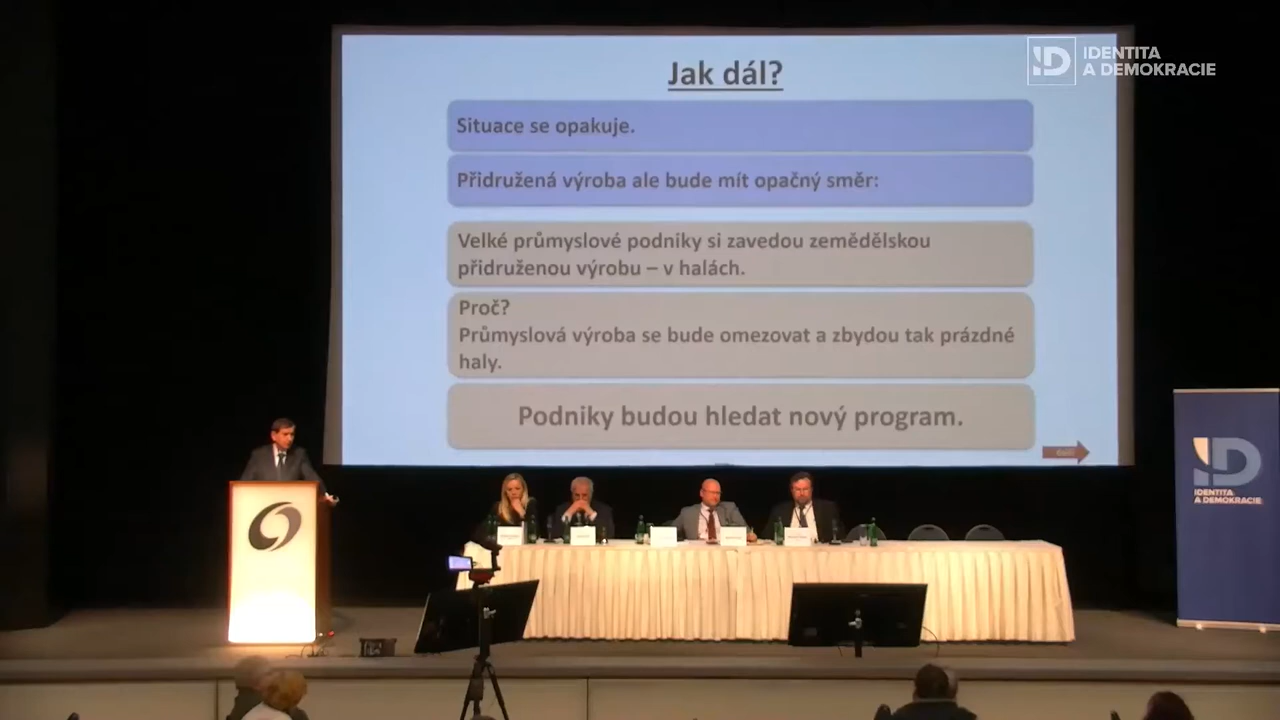 Jak dál?
Situace se opakuje.
Přidružená výroba ale bude mít opačný směr:
Velké průmyslové podniky si zavedou zemědělskou
přidruženou výrobu – v halách.
Proč?
Průmyslová výroba se bude omezovat a zbydou tak prázdné
haly.
Podniky budou hledat nový program.
ID
IDENTITA
A DEMOKRACIE
ID
IDENTITA
A DEMOKRACIE